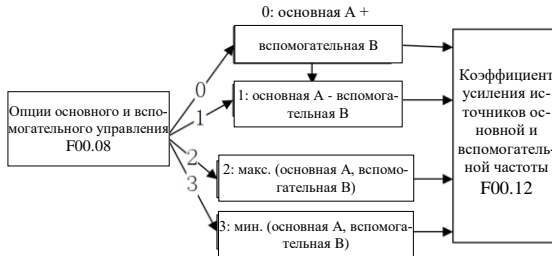 0: основная А +
вспомогательная В
Опции основного и вспо-
могательного управления
F00.08
0
1
2
3
1: основная А - вспомога-
тельная В
2: макс. (основная А, вспомо-
гательная В)
3: мин. (основная А, вспомога-
тельная В)
Коэффициент
усиления ис-
точников ос-
новной и
вспомогатель-
ной частоты
F00.12